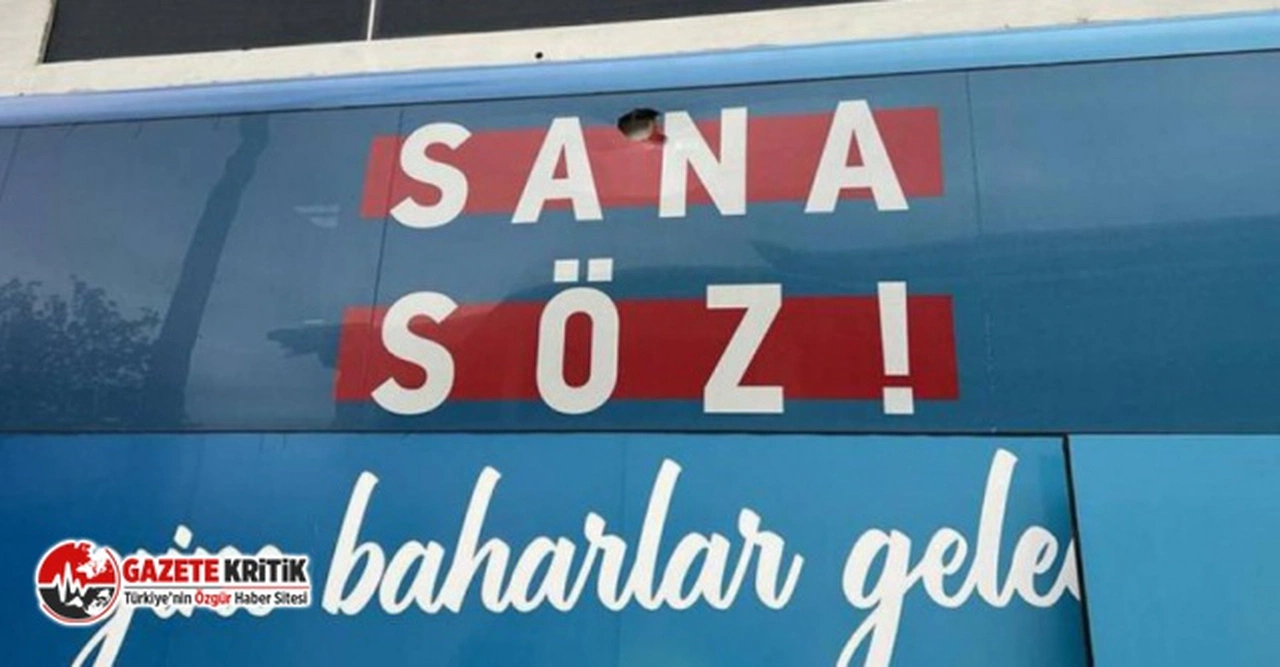 SANA
SÖZ!
baharlar
GAZETE KRİTİK
Türkiye'nin Özgür Haber Sitesi